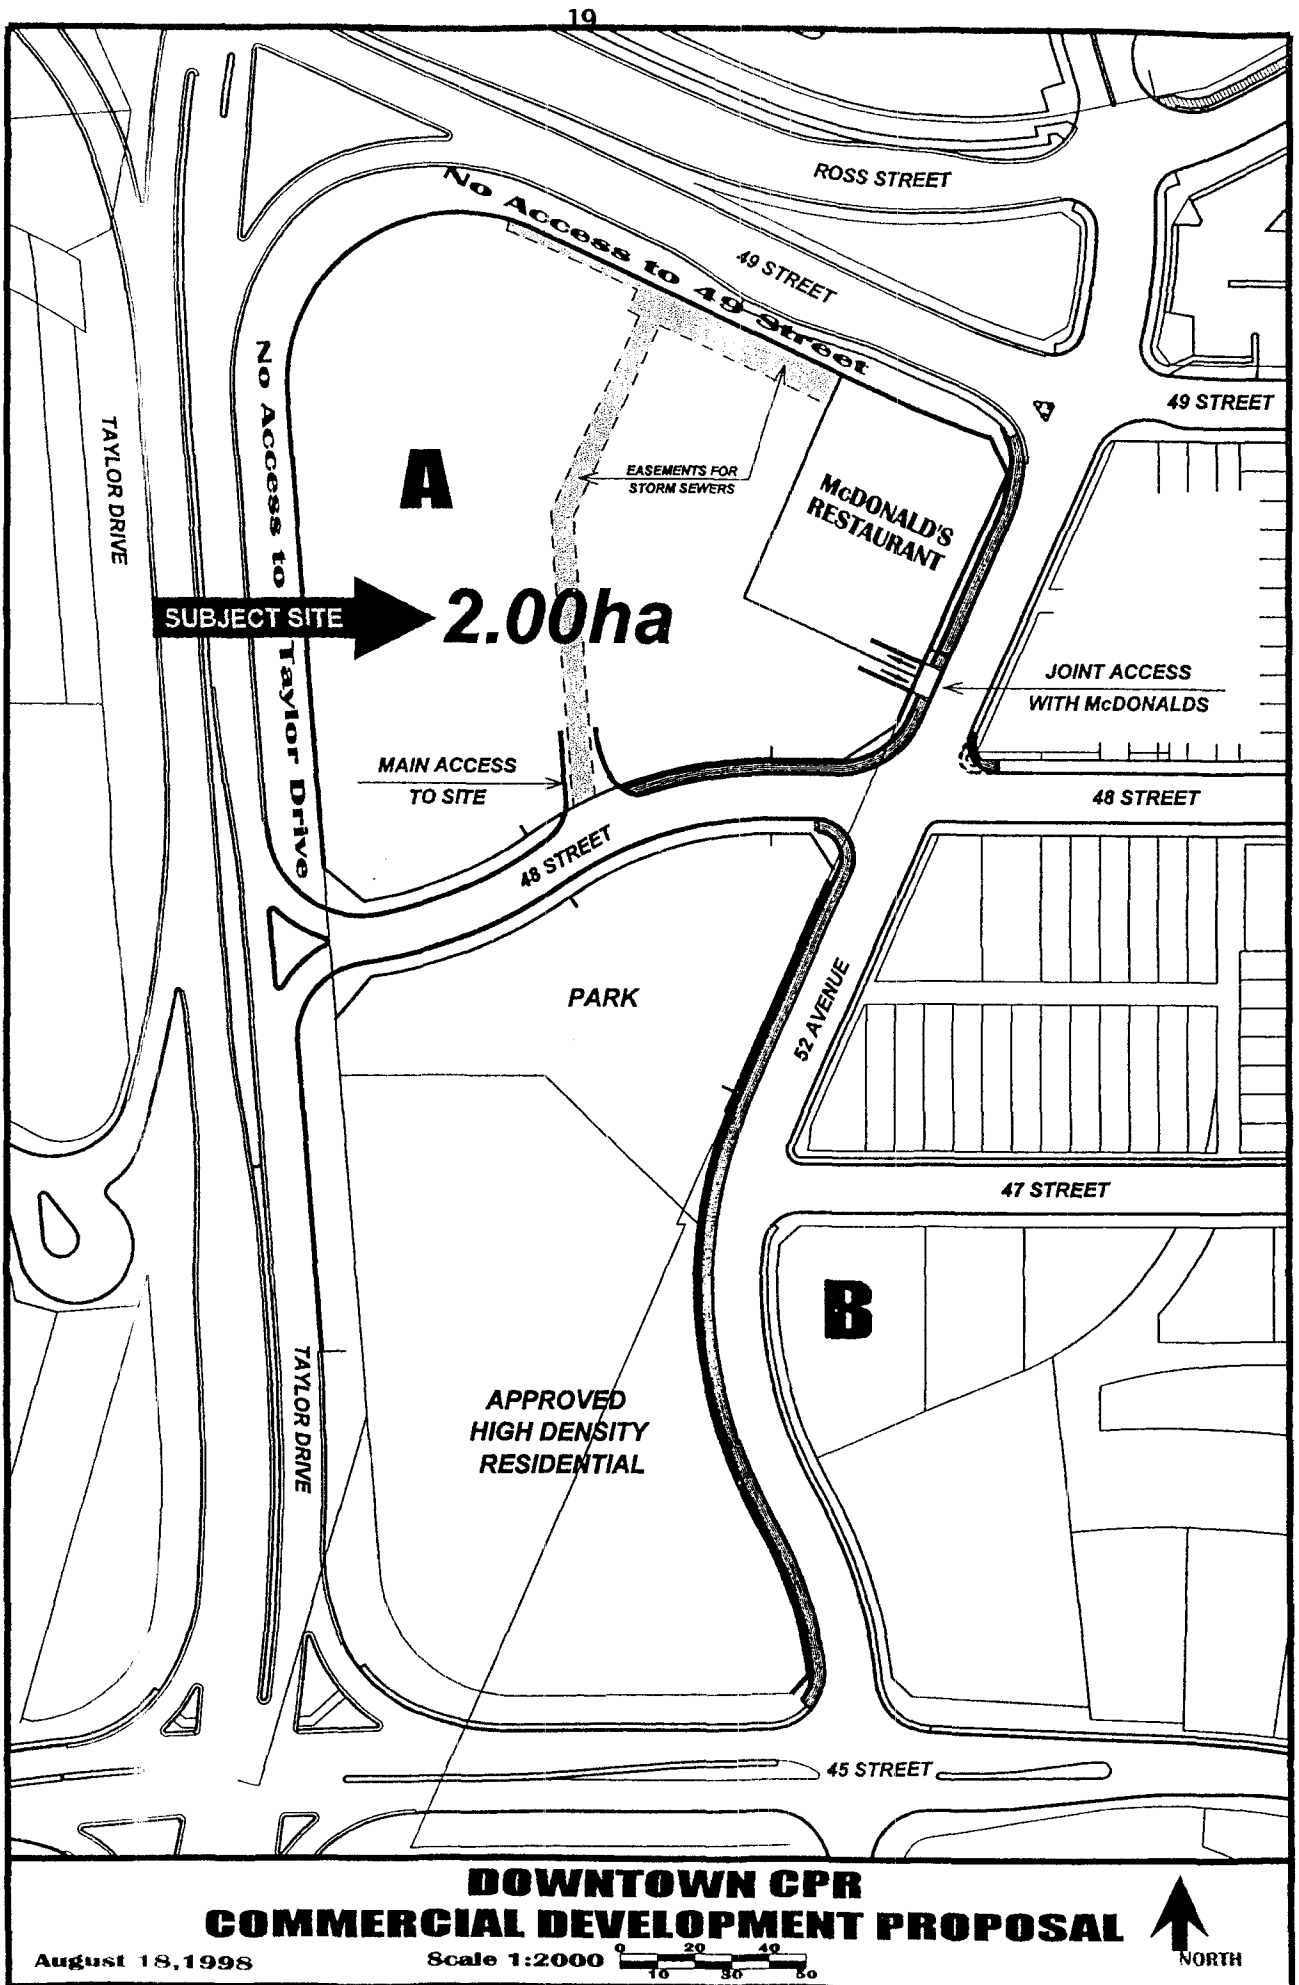 19
ROSS STREET
No Access to 49 Street
49 STREET
49 STREET
No Access to Taylor Drive
TAYLOR DRIVE
A
EASEMENTS FOR
STORM SEWERS
McDONALD'S
RESTAURANT
SUBJECT SITE
2.00ha
JOINT ACCESS
WITH McDONALDS
MAIN ACCESS
TO SITE
48 STREET
48 STREET
PARK
52 AVENUE
47 STREET
B
TAYLOR DRIVE
APPROVED
HIGH DENSITY
RESIDENTIAL
45 STREET
DOWNTOWN CPR
COMMERCIAL DEVELOPMENT PROPOSAL
August 18,1998
Scale 1:2000
0 20 40
10 30 50
NORTH